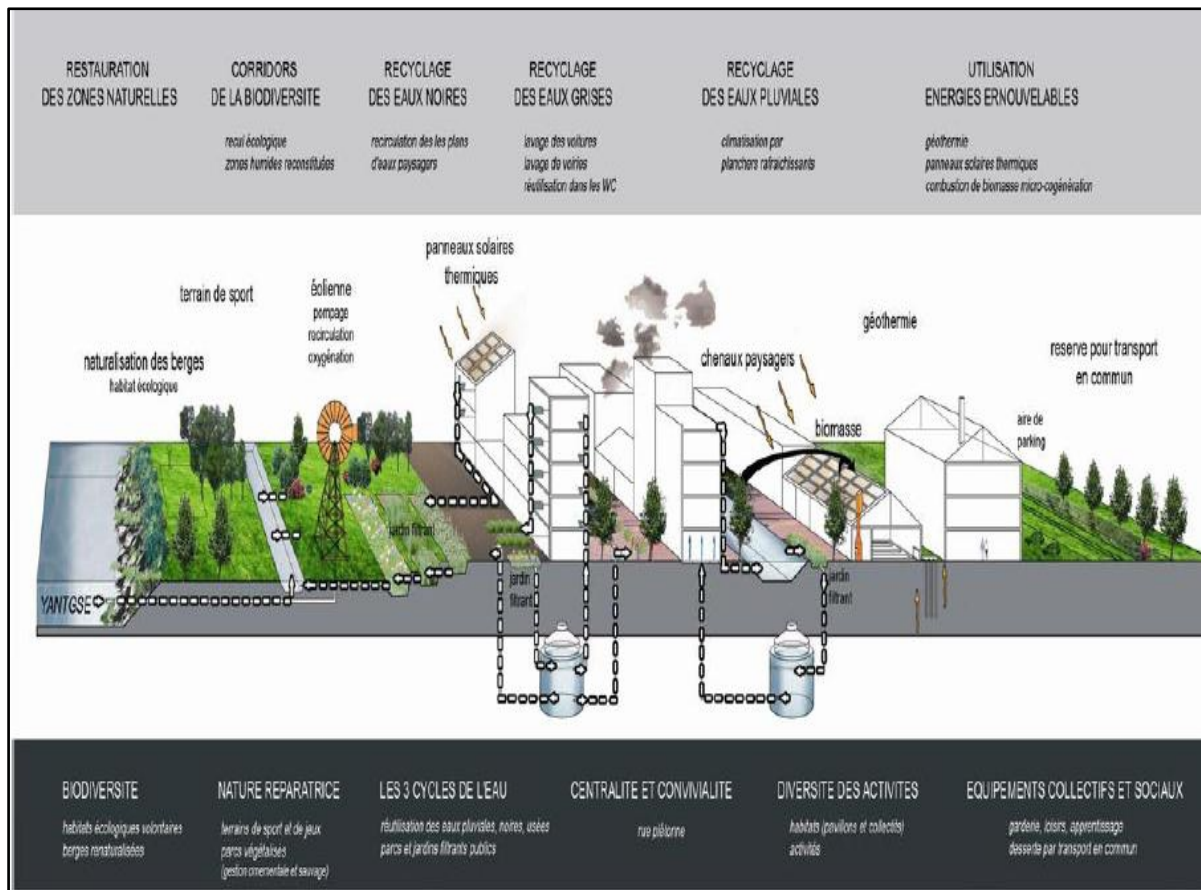 RESTAURATION
DES ZONES NATURELLES
CORRIDORS
DE LA BIODIVERSITE
recul écologique
zones humides reconstituées
RECYCLAGE
DES EAUX NOIRES
recirculation des les plans
d'eaux paysagers
RECYCLAGE
DES EAUX GRISES
lavage des voitures
lavage de voiries
réutilisation dans les WC
RECYCLAGE
DES EAUX PLUVIALES
climatisation par
planchers rafraichissants
UTILISATION
ENERGIES ERNOUVELABLES
géothermie
panneaux solaires thermiques
combustion de biomasse micro-cogénération
panneaux solaires
thermiques
terrain de sport
éolienne
pompage
recirculation
oxygénation
naturalisation des berges
habitat écologique
chenaux paysagers
géothermie
reserve pour transport
en commun
biomasse
aire de
parking
jardin filtrant
jardin
filtrant
jardin
filtrant
YANTGSE
BIODIVERSITE
habitats écologiques volontaires
berges renaturalisées
NATURE REPARATRICE
terrains de sport et de jeux
parcs végétalises
(gestion ornementale et sauvage)
LES 3 CYCLES DE L'EAU
réutilisation des eaux pluviales, noires, usées
parcs et jardins filtrants publics
CENTRALITE ET CONVIVIALITE
rue piétonne
DIVERSITE DES ACTIVITES
habitats (pavillons et collectifs)
activités
EQUIPEMENTS COLLECTIFS ET SOCIAUX
garderie, loisirs, apprentissage
desserte par transport en commun